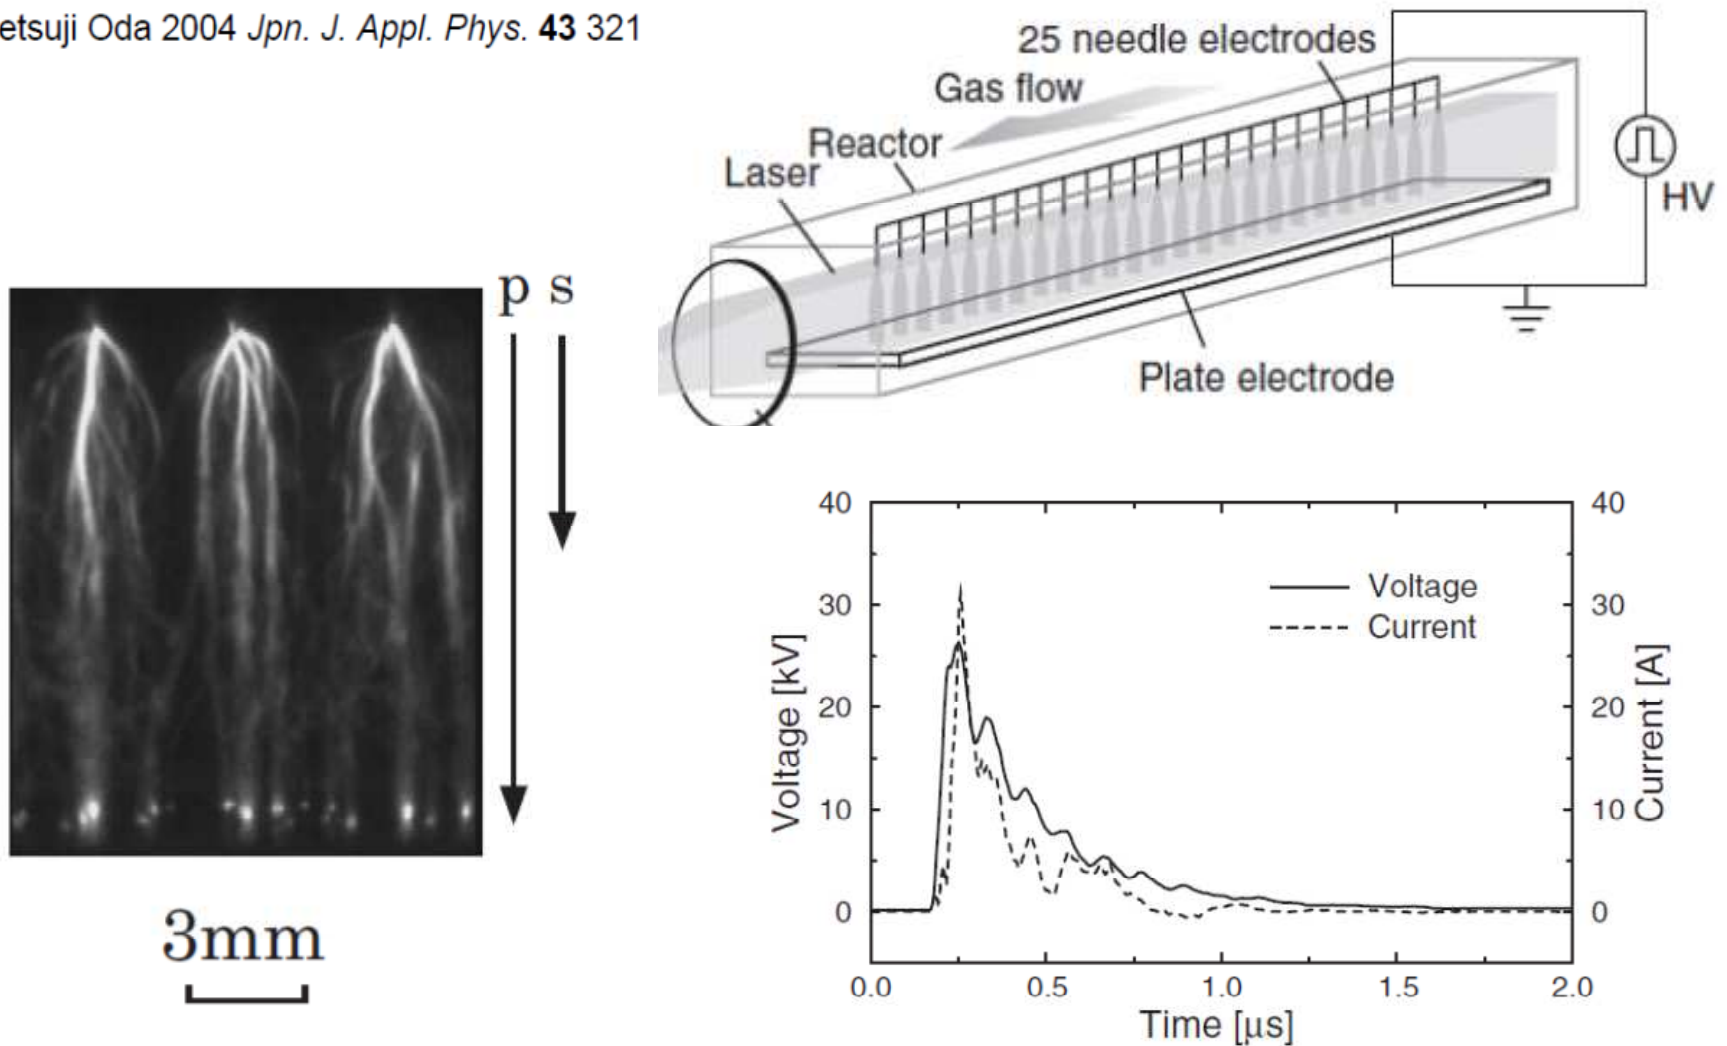 etsuji Oda 2004 Jpn. J. Appl. Phys. 43 321
25 needle electrodes
Gas flow
Reactor
Laser
HV
Plate electrode
p s
3mm
40 40
30 30
20 20
10 10
0 0
Voltage [kV]
Current [A]
Voltage
Current
0.0 0.5 1.0 1.5 2.0
Time [μs]